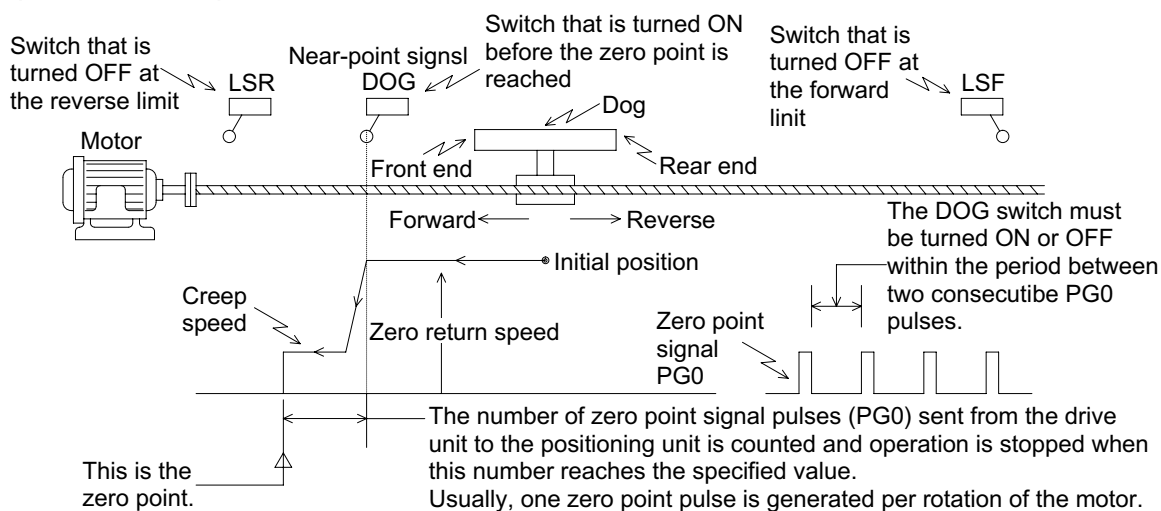 Switch that is
turned OFF at
the reverse limit
LSR
Near-point signsl
DOG
Switch that is turned ON
before the zero point is
reached
Switch that is
turned OFF at
the forward
linit
LSF
Motor
Dog
Front end
Rear end
Forward
Reverse
The DOG switch must
be turned ON or OFF
within the period between
two consecutibe PG0
pulses.
Initial position
Creep
speed
Zero return speed
Zero point
signal
PG0
The number of zero point signal pulses (PG0) sent from the drive
unit to the positioning unit is counted and operation is stopped when
this number reaches the specified value.
Usually, one zero point pulse is generated per rotation of the motor.
This is the
zero point.